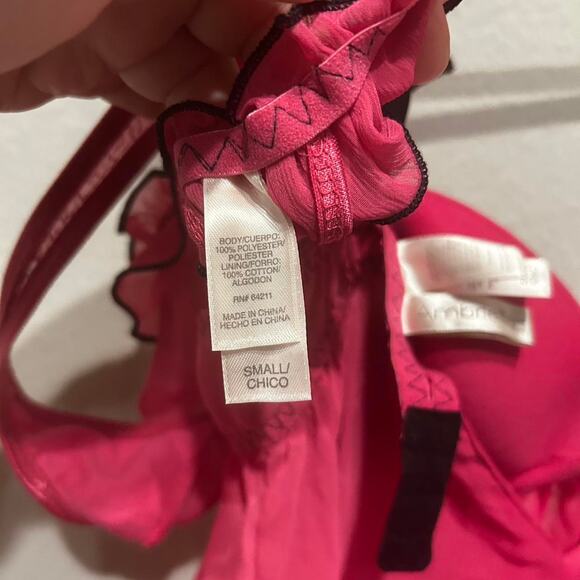 BODY/CUERPO:
100% POLYESTER/
POLIESTER
LINING/FORRO:
100% COTTON/
ALGODON
RN# 64211
MADE IN CHINA/
HECHO EN CHINA
SMALL/
CHICO